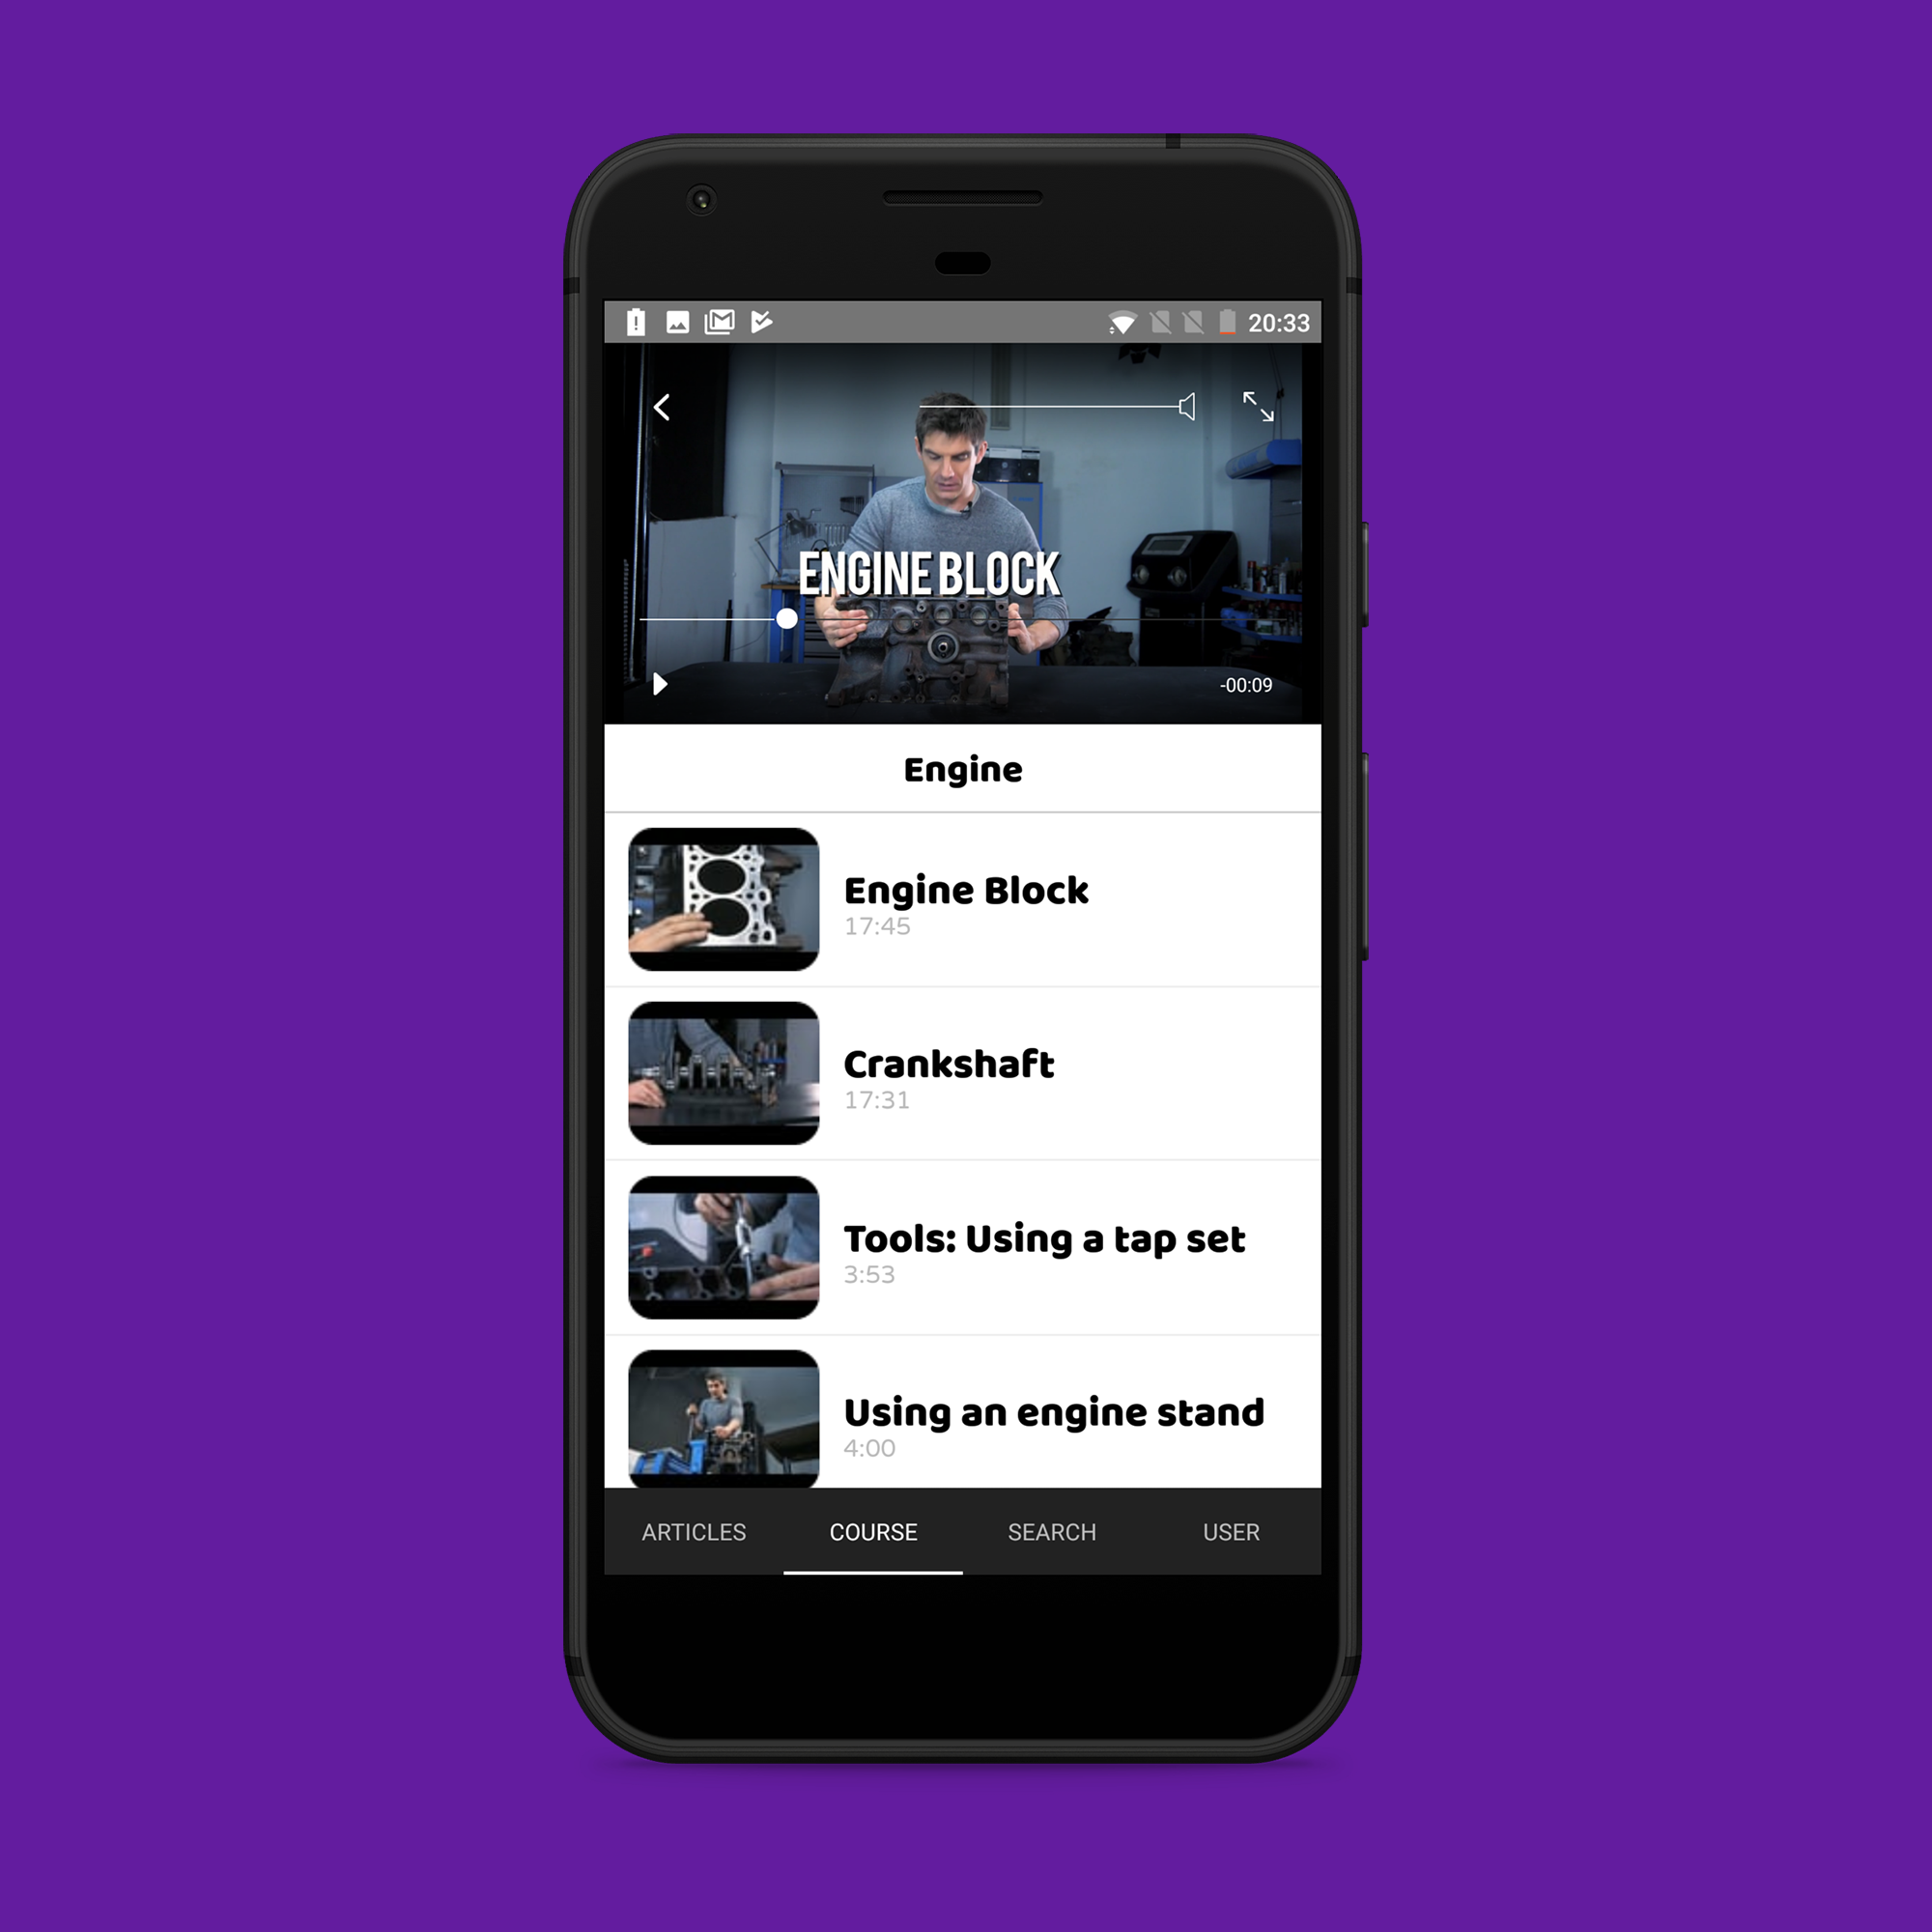 20:33
ENGINE BLOCK
-00:09
Engine
Engine Block
17:45
Crankshaft
17:31
Tools: Using a tap set
3:53
Using an engine stand
4:00
ARTICLES COURSE SEARCH USER